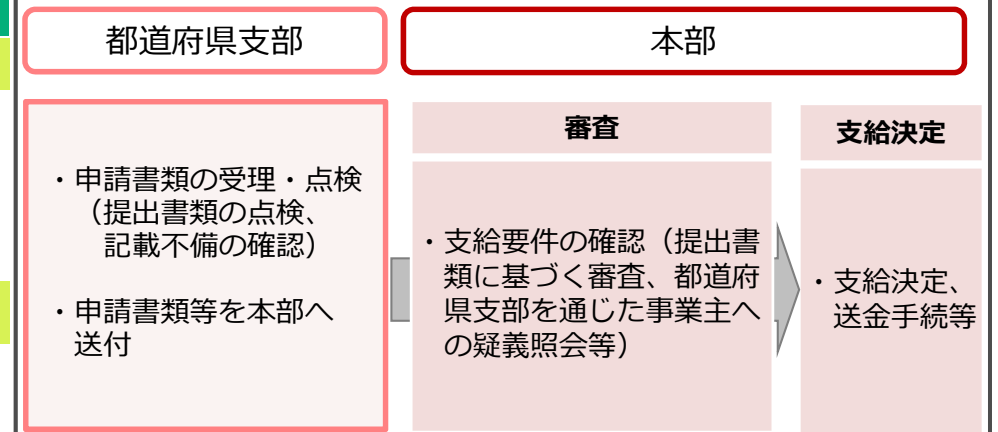 都道府県支部
本部
・申請書類の受理・点検
（提出書類の点検、
記載不備の確認）
・申請書類等を本部へ
送付
審査
・支給要件の確認（提出書
類に基づく審査、都道府
県支部を通じた事業主へ
の疑義照会等）
支給決定
・支給決定、
送金手続等